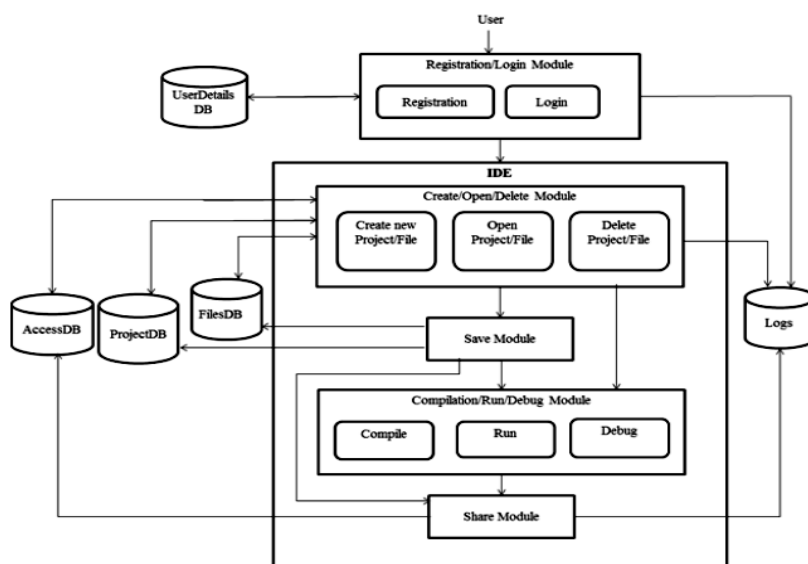 User
Registration/Login Module
UserDetails
DB
Registration
Login
IDE
Create/Open/Delete Module
Create new
Project/File
Open
Project/File
Delete
Project/File
AccessDB
ProjectDB
FilesDB
Logs
Save Module
Compilation/Run/Debug Module
Compile
Run
Debug
Share Module